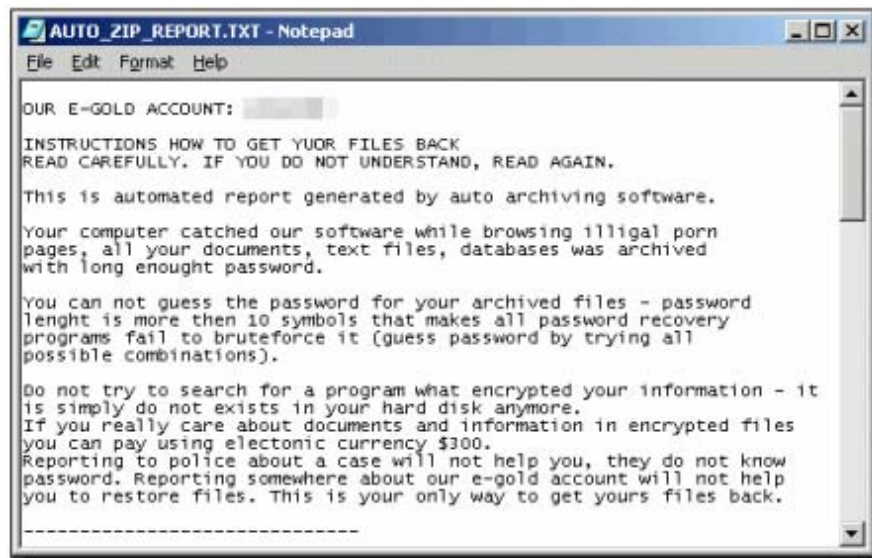 AUTO_ZIP_REPORT.TXT - Notepad
File Edit Format Help
OUR E-GOLD ACCOUNT:
INSTRUCTIONS HOW TO GET YUOR FILES BACK
READ CAREFULLY. IF YOU DO NOT UNDERSTAND, READ AGAIN.
This is automated report generated by auto archiving software.
Your computer catched our software while browsing illigal porn
pages, all your documents, text files, databases was archived
with long enought password.
You can not guess the password for your archived files - password
lenght is more then 10 symbols that makes all password recovery
programs fail to bruteforce it (guess password by trying all
possible combinations).
Do not try to search for a program what encrypted your information - it
is simply do not exists in your hard disk anymore.
If you really care about documents and information in encrypted files
you can pay using electonic currency $300.
Reporting to police about a case will not help you, they do not know
password. Reporting somewhere about our e-gold account will not help
you to restore files. This is your only way to get yours files back.
--------------------------------